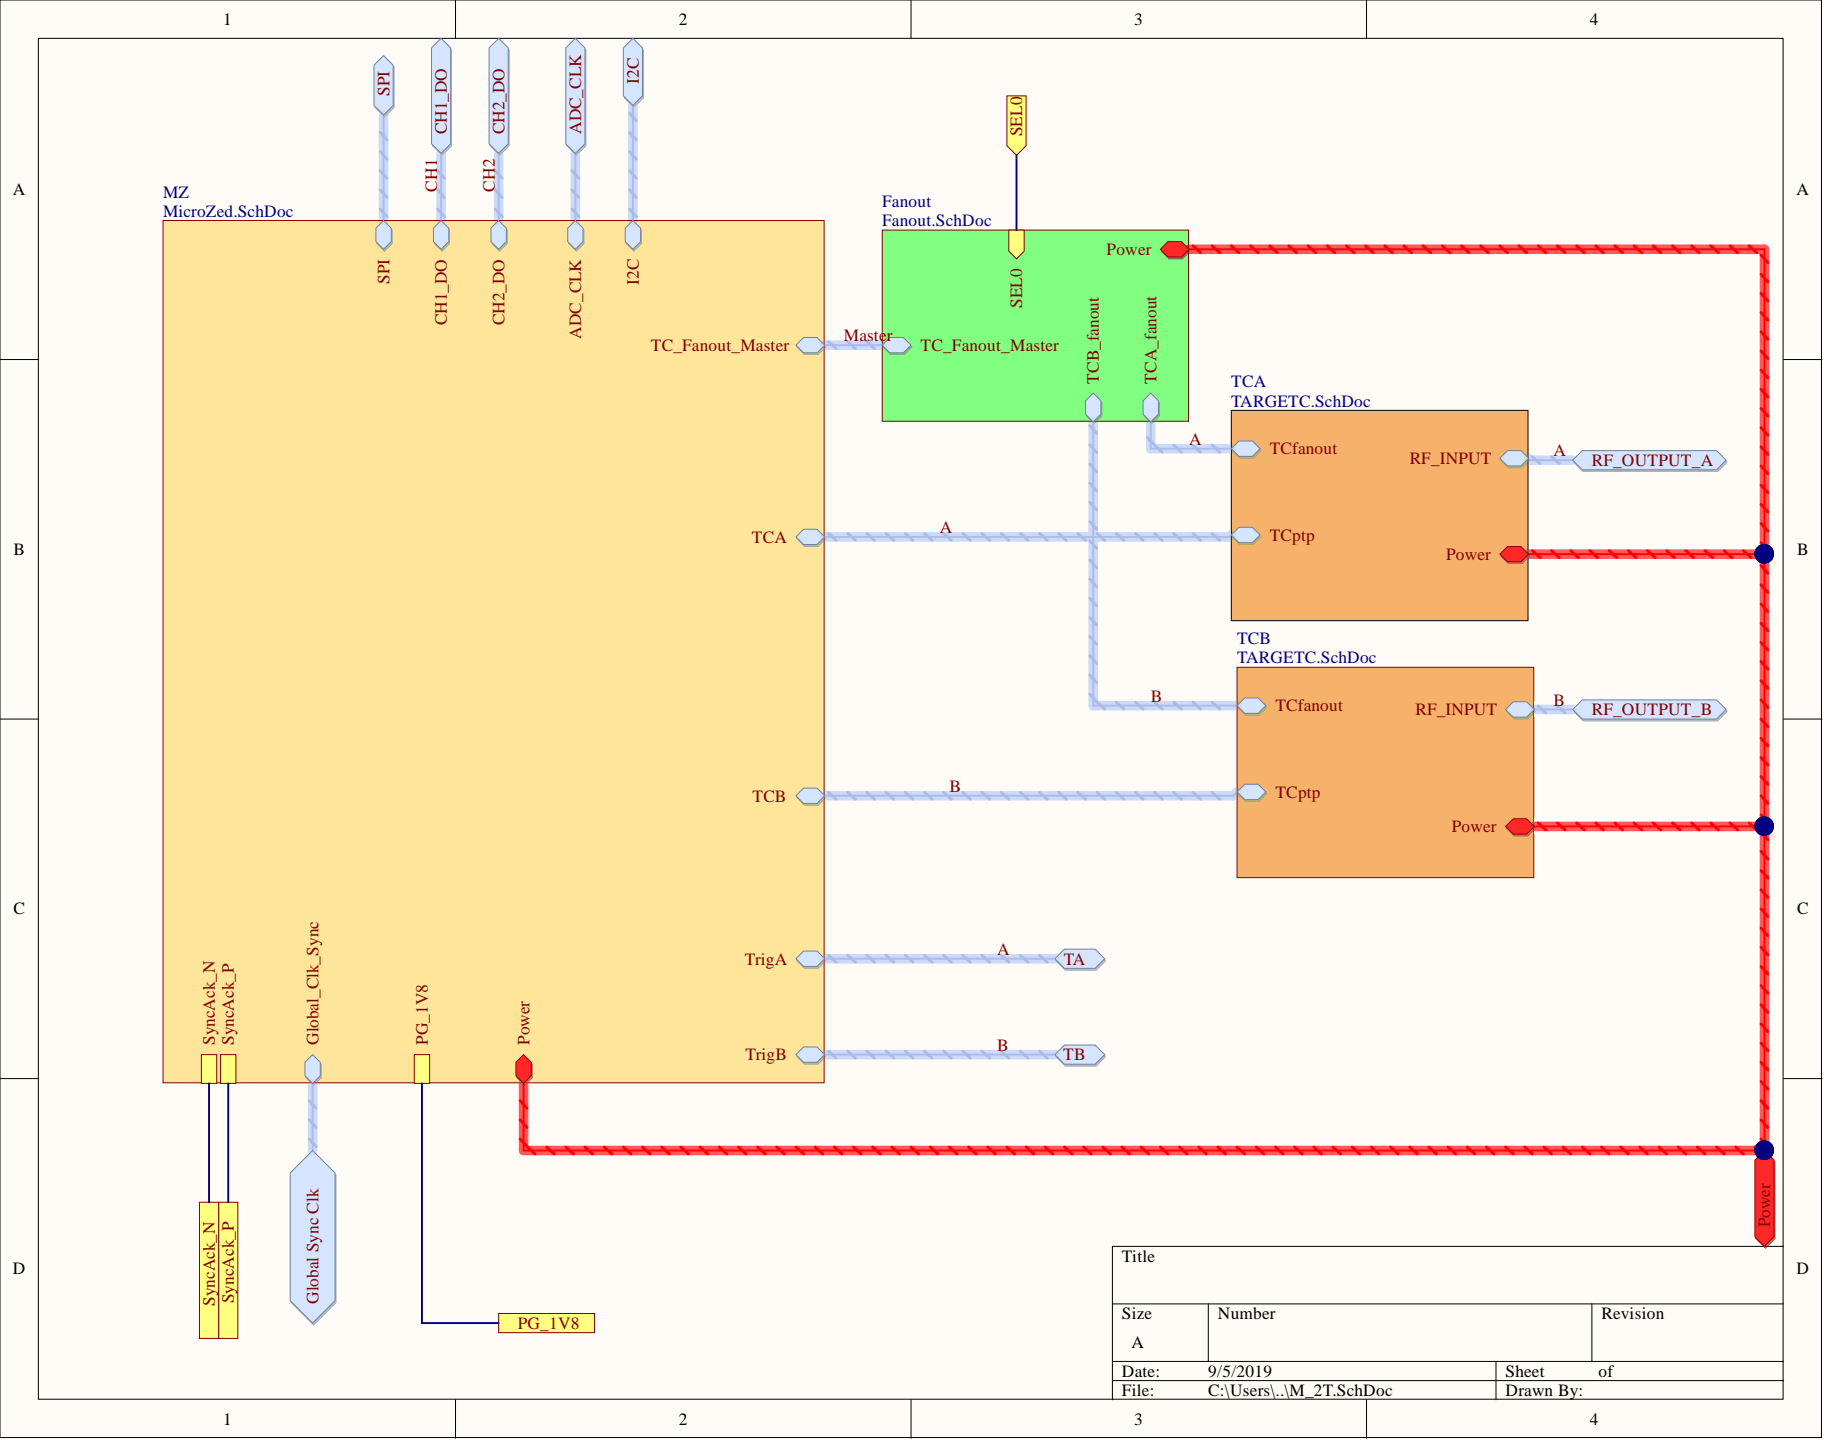 1 2 3 4
SPI
CH1_DO
CH2_DO
ADC_CLK
I2C
SEL0
CH1
CH2
A
A
MZ
MicroZed.SchDoc
Fanout
Fanout.SchDoc
SPI
CH1_DO
CH2_DO
ADC_CLK
I2C
SEL0
Power
TC_Fanout_Master
Master
TC_Fanout_Master
TCB_fanout
TCA_fanout
TCA
TARGETC.SchDoc
A
TCfanout
RF_INPUT
A
RF_OUTPUT_A
TCA
A
TCptp
Power
B
B
TCB
TARGETC.SchDoc
B
TCfanout
RF_INPUT
B
RF_OUTPUT_B
TCB
B
TCptp
Power
C
C
TrigA
A
TA
TrigB
B
TB
SyncAck_N
SyncAck_P
Global_Clk_Sync
PG_1V8
Power
SyncAck_N
SyncAck_P
Global Sync Clk
PG_1V8
Power
D
D
Title
Size
A
Number
Revision
Date: 9/5/2019
Sheet of
File: C:\Users\..\M_2T.SchDoc
Drawn By:
1 2 3 4